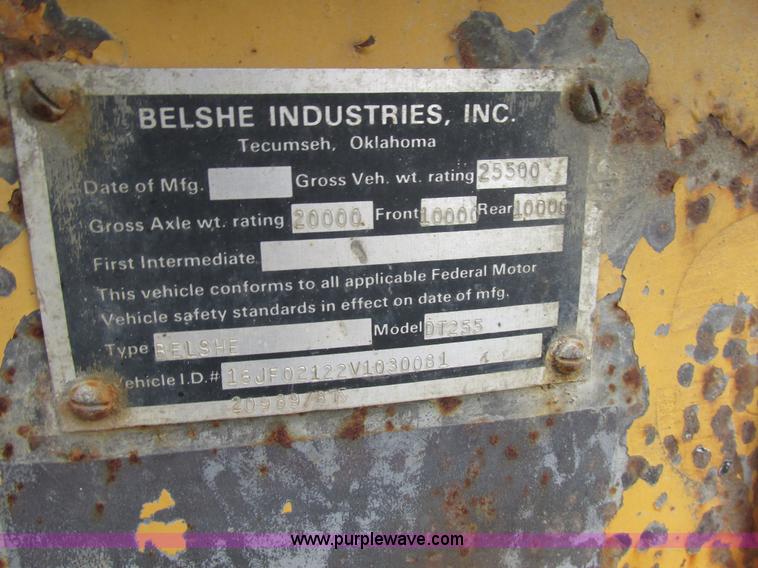 BELSHE INDUSTRIES, INC.
Tecumseh, Oklahoma
Date of Mfg. Gross Veh. wt. rating 25500
Gross Axle wt. rating 20000 Front 10000 Rear 10000
First Intermediate
This vehicle conforms to all applicable Federal Motor
Vehicle safety standards in effect on date of mfg.
Type BELSHE Model DT255
Vehicle I.D.# 16JF02122V1030081
www.purplewave.com